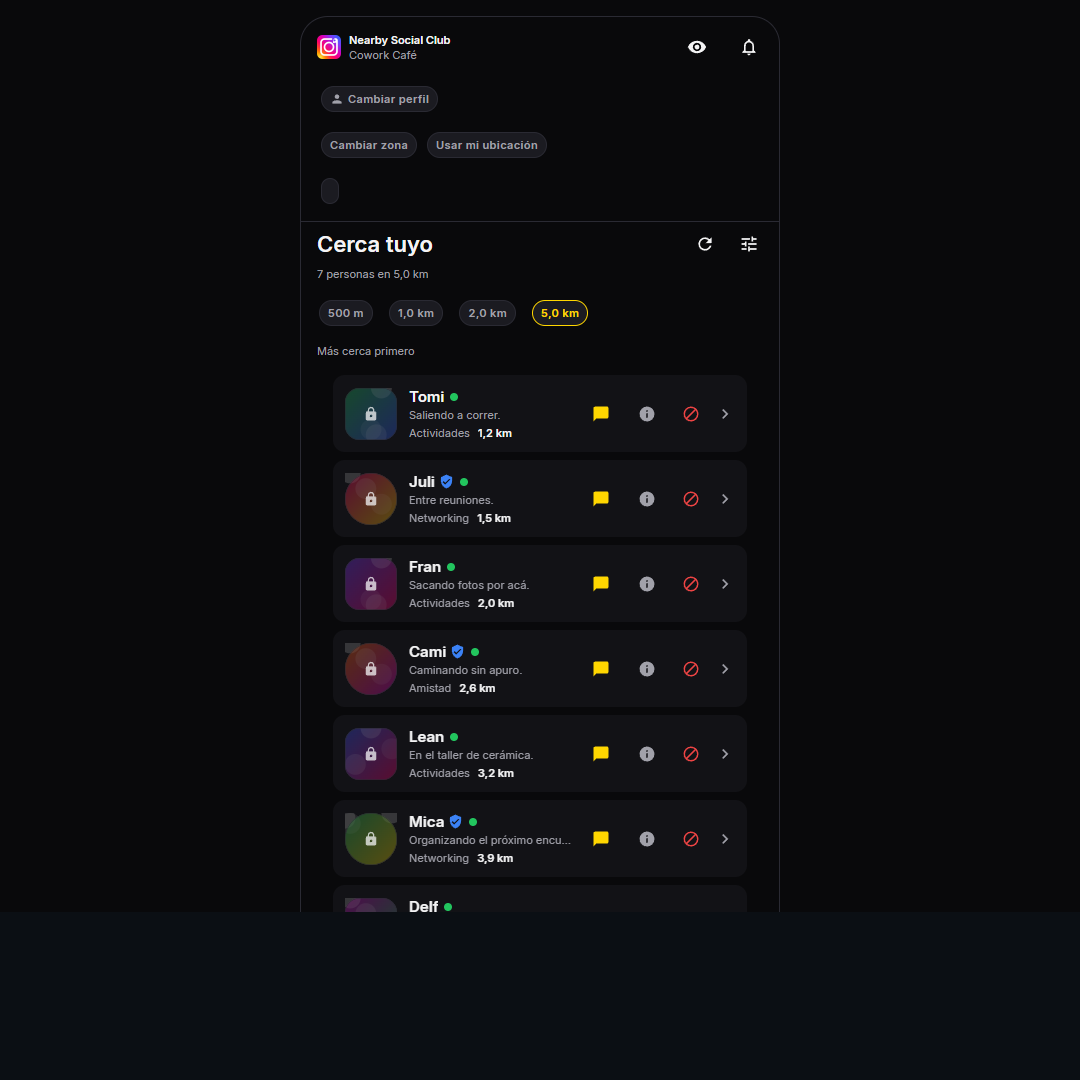 Nearby Social Club
Cowork Café
Cambiar perfil
Cambiar zona Usar mi ubicación
Cerca tuyo
7 personas en 5,0 km
500 m 1,0 km 2,0 km 5,0 km
Más cerca primero
Tomi
Saliendo a correr.
Actividades 1,2 km
Juli
Entre reuniones.
Networking 1,5 km
Fran
Sacando fotos por acá.
Actividades 2,0 km
Cami
Caminando sin apuro.
Amistad 2,6 km
Lean
En el taller de cerámica.
Actividades 3,2 km
Mica
Organizando el próximo encu...
Networking 3,9 km
Delf